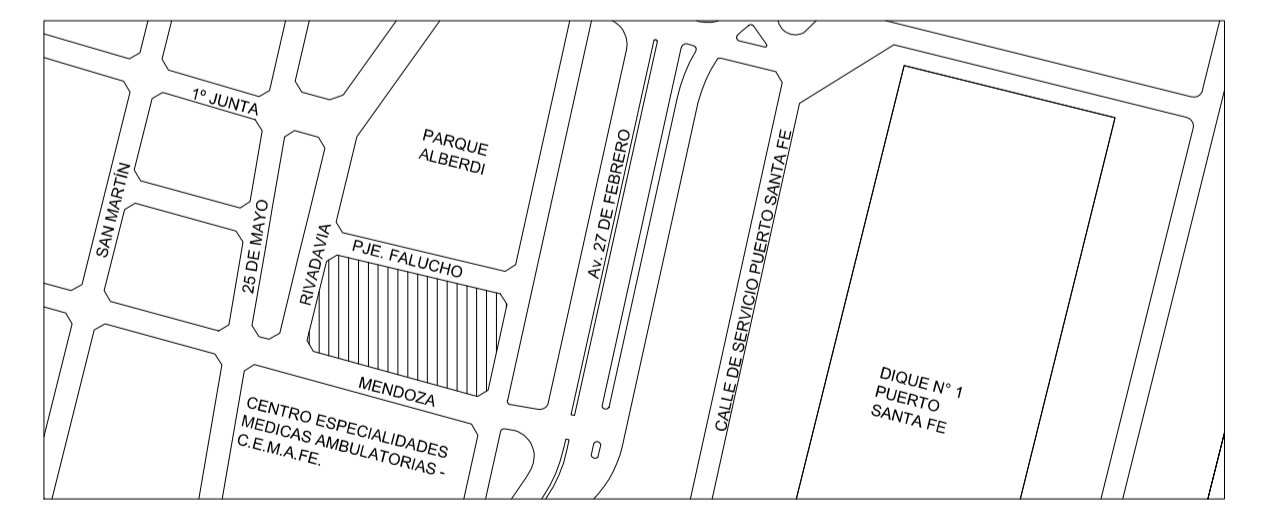 1º JUNTA
PARQUE
ALBERDI
SAN MARTÍN
25 DE MAYO
RIVADAVIA
PJE. FALUCHO
Av. 27 DE FEBRERO
CALLE DE SERVICIO PUERTO SANTA FE
MENDOZA
DIQUE N° 1
PUERTO
SANTA FE
CENTRO ESPECIALIDADES
MEDICAS AMBULATORIAS -
C.E.M.A.FE.